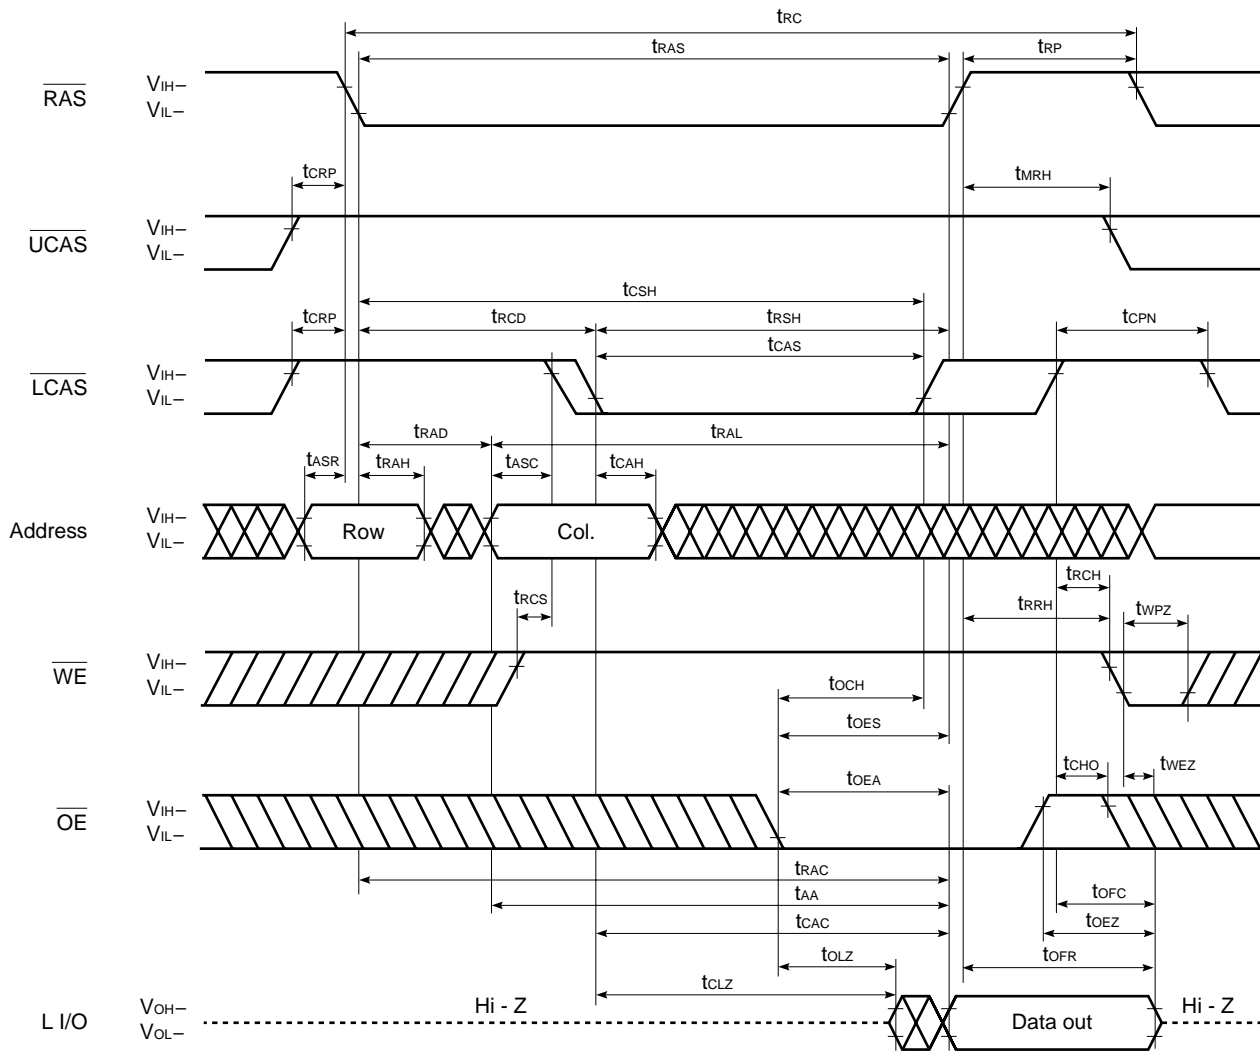 tRC
tRAS tRP
RAS VIH–
VIL–
tCRP tMRH
UCAS VIH–
VIL–
tCSH
tCRP tRCD tRSH tCPN
tCAS
LCAS VIH–
VIL–
tRAD tRAL
tASR tRAH tASC tCAH
Address VIH–
VIL–
Row Col.
tRCH
tRCS tRRH tWPZ
WE VIH–
VIL–
tOCH
tOES
tCHO tWEZ
tOEA
OE VIH–
VIL–
tRAC
tAA tOFC
tCAC tOEZ
tOLZ tOFR
tCLZ
L I/O VOH–
VOL–
Hi - Z Data out Hi - Z